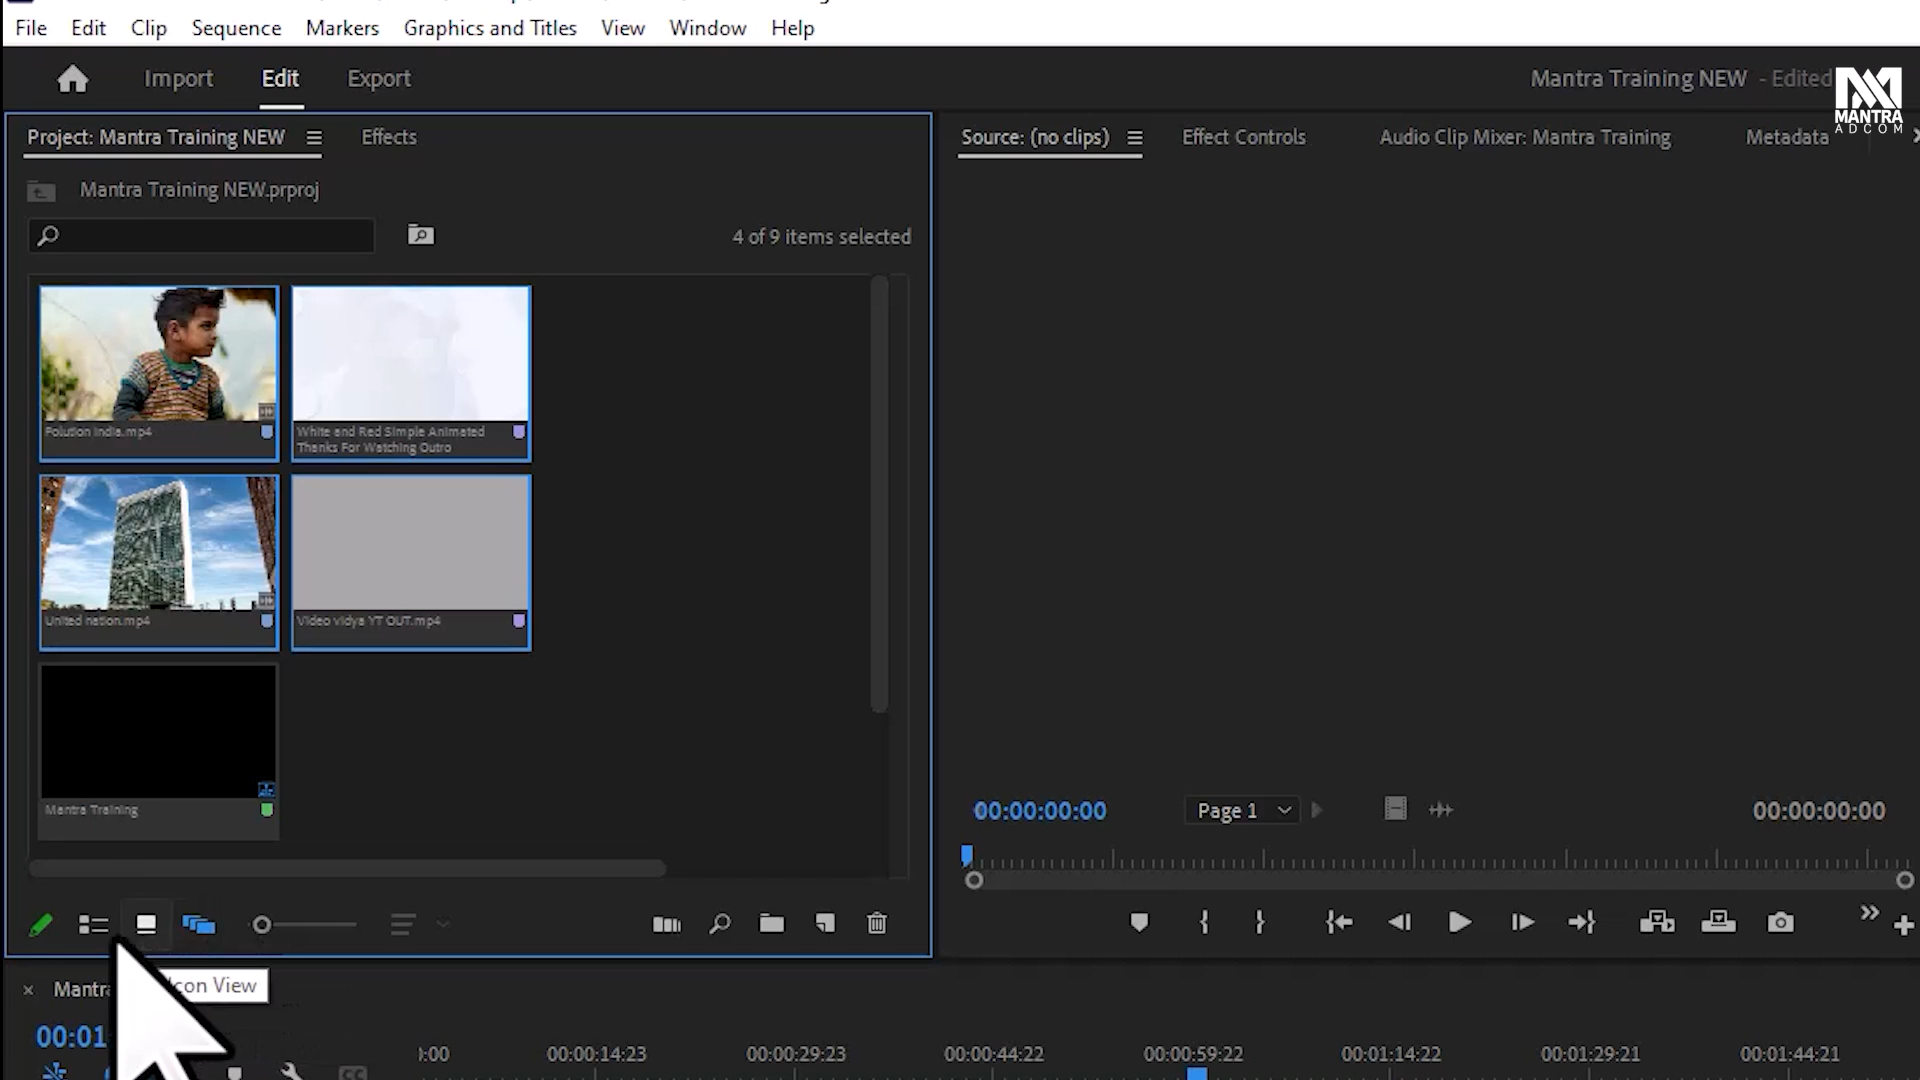 File Edit Clip Sequence Markers Graphics and Titles View Window Help
Import Edit Export
Mantra Training NEW - Edited
MANTRA
ADCOM
Project: Mantra Training NEW
Effects
Source: (no clips)
Effect Controls
Audio Clip Mixer: Mantra Training
Metadata
Mantra Training NEW.prproj
4 of 9 items selected
Polution india.mp4
White and Red Simple Animated
Thanks For Watching Outro
United nation.mp4
Video vidya YT OUT.mp4
Mantra Training
00:00:00:00
Page 1
00:00:00:00
Icon View
Mantra
00:01
:00
00:00:14:23
00:00:29:23
00:00:44:22
00:00:59:22
00:01:14:22
00:01:29:21
00:01:44:21